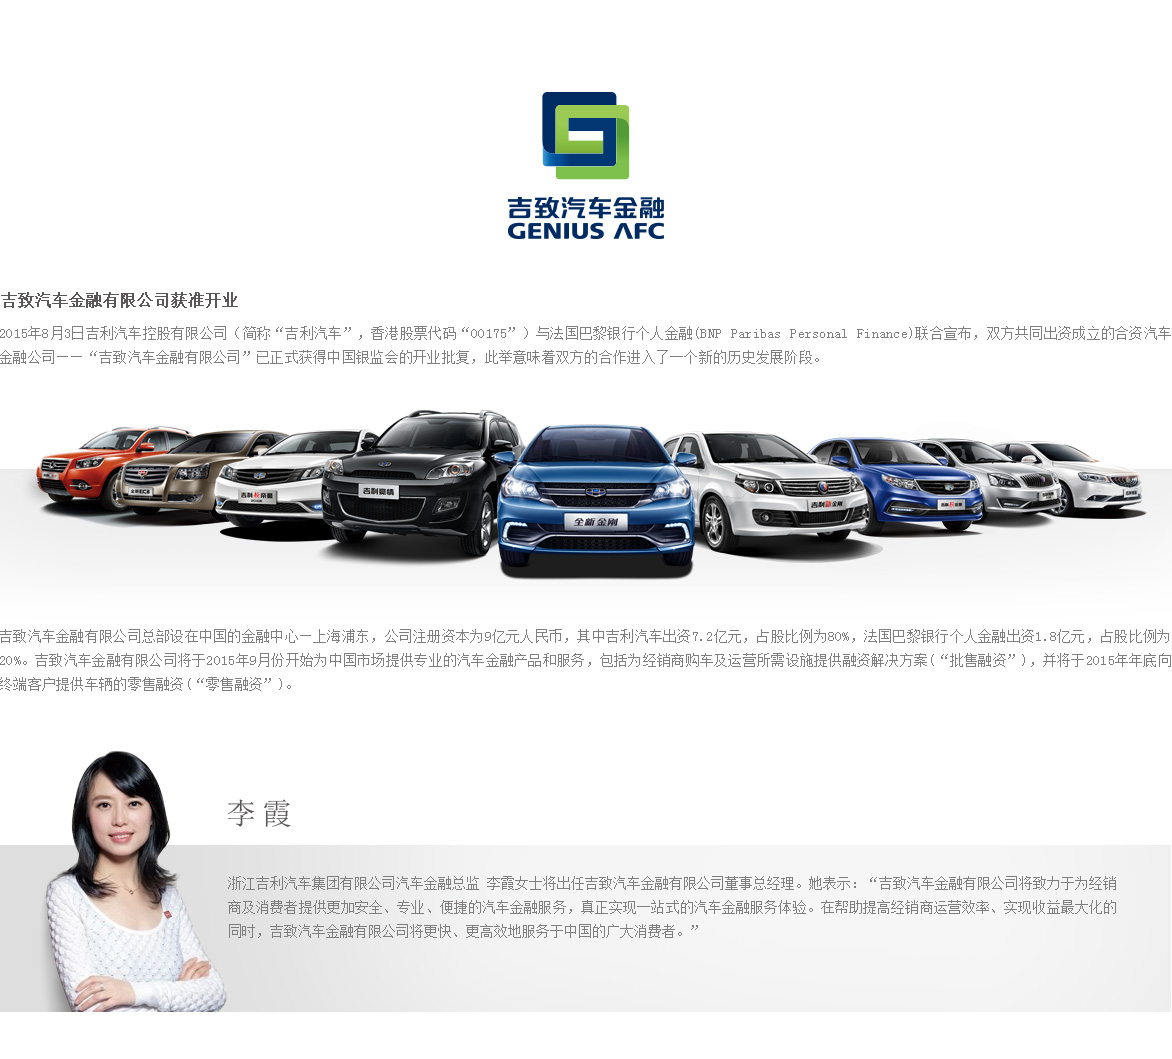 吉致汽车金融
GENIUS AFC
吉致汽车金融有限公司获准开业
2015年8月3日吉利汽车控股有限公司（简称“吉利汽车”，香港股票代码“00175”）与法国巴黎银行个人金融(BNP Paribas Personal Finance)联合宣布，双方共同出资成立的合资汽车
金融公司——“吉致汽车金融有限公司”已正式获得中国银监会的开业批复，此举意味着双方的合作进入了一个新的历史发展阶段。
吉利豪情
全新金刚
吉致汽车金融有限公司总部设在中国的金融中心—上海浦东，公司注册资本为9亿元人民币，其中吉利汽车出资7.2亿元，占股比例为80%，法国巴黎银行个人金融出资1.8亿元，占股比例为
20%。吉致汽车金融有限公司将于2015年9月份开始为中国市场提供专业的汽车金融产品和服务，包括为经销商购车及运营所需设施提供融资解决方案(“批售融资”)，并将于2015年年底向
终端客户提供车辆的零售融资(“零售融资”)。
李霞
浙江吉利汽车集团有限公司汽车金融总监 李霞女士将出任吉致汽车金融有限公司董事总经理。她表示：“吉致汽车金融有限公司将致力于为经销
商及消费者提供更加安全、专业、便捷的汽车金融服务，真正实现一站式的汽车金融服务体验。在帮助提高经销商运营效率、实现收益最大化的
同时，吉致汽车金融有限公司将更快、更高效地服务于中国的广大消费者。”